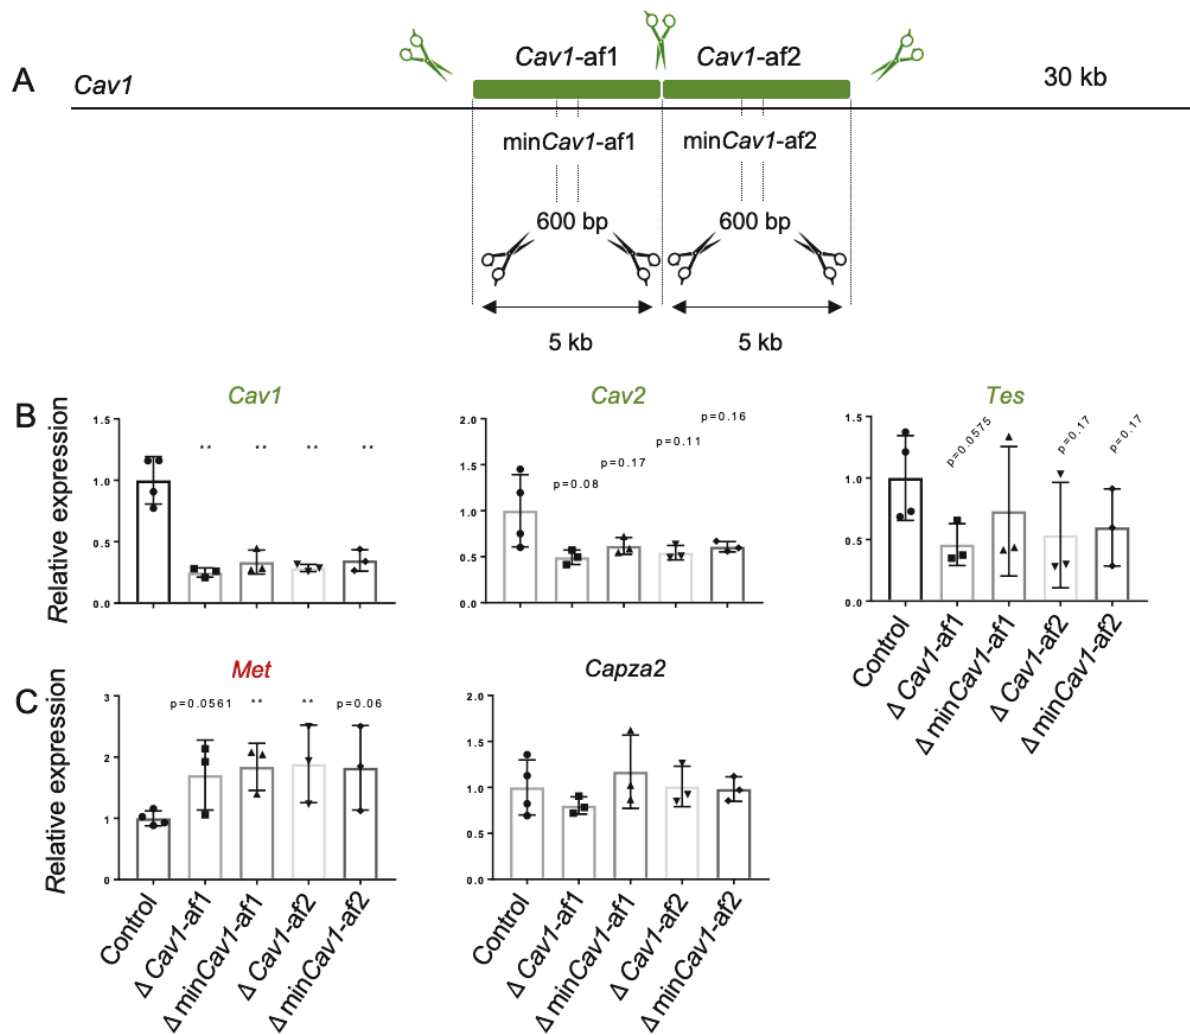 A
Cav1
Cav1-af1
Cav1-af2
30 kb
minCav1-af1
minCav1-af2
600 bp
600 bp
5 kb
5 kb
B
Relative expression
Cav1
1.5
1.0
0.5
0.0
**
**
**
**
Cav2
2.0
1.5
1.0
0.5
0.0
p=0.08
p=0.17
p=0.11
p=0.16
Tes
1.5
1.0
0.5
0.0
p=0.0575
p=0.17
p=0.17
Control
Δ Cav1-af1
Δ minCav1-af1
Δ Cav1-af2
Δ minCav1-af2
C
Relative expression
Met
3
2
1
0
p=0.0561
**
**
p=0.06
Control
Δ Cav1-af1
Δ minCav1-af1
Δ Cav1-af2
Δ minCav1-af2
Capza2
2.0
1.5
1.0
0.5
0.0
Control
Δ Cav1-af1
Δ minCav1-af1
Δ Cav1-af2
Δ minCav1-af2